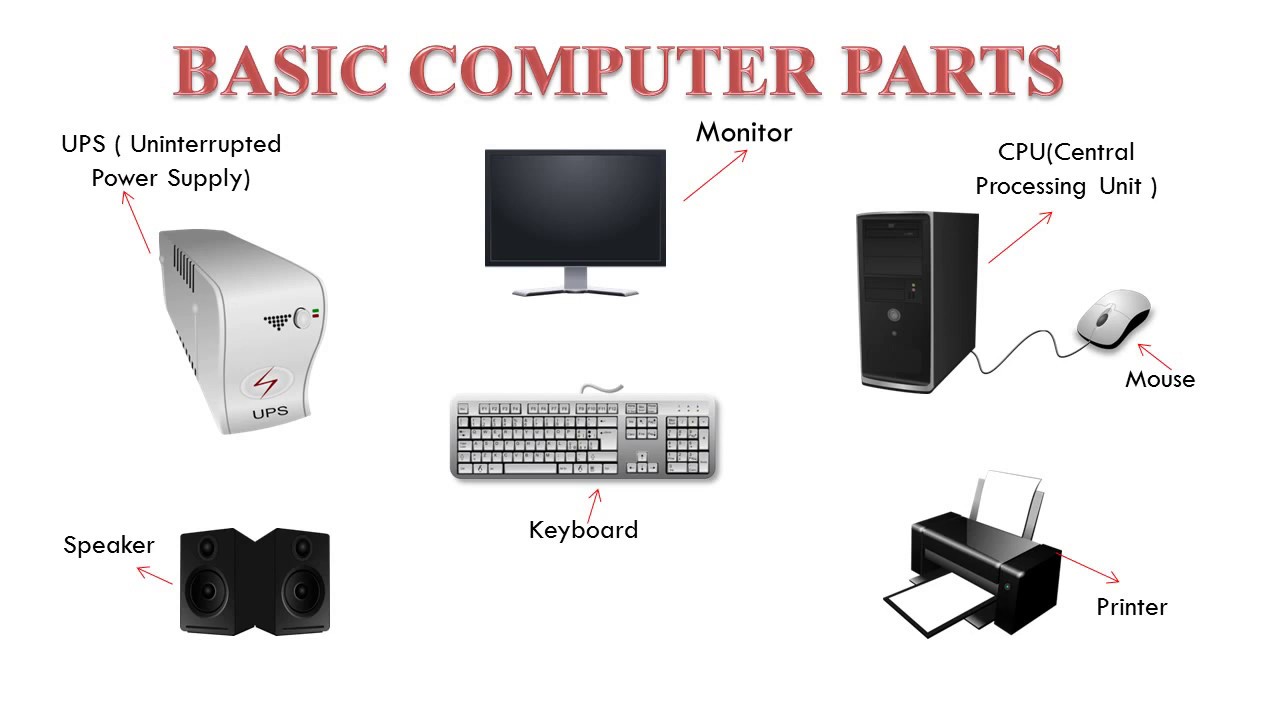 BASIC COMPUTER PARTS
UPS ( Uninterrupted
Power Supply)
Monitor
CPU(Central
Processing Unit )
Mouse
UPS
Keyboard
Speaker
Printer